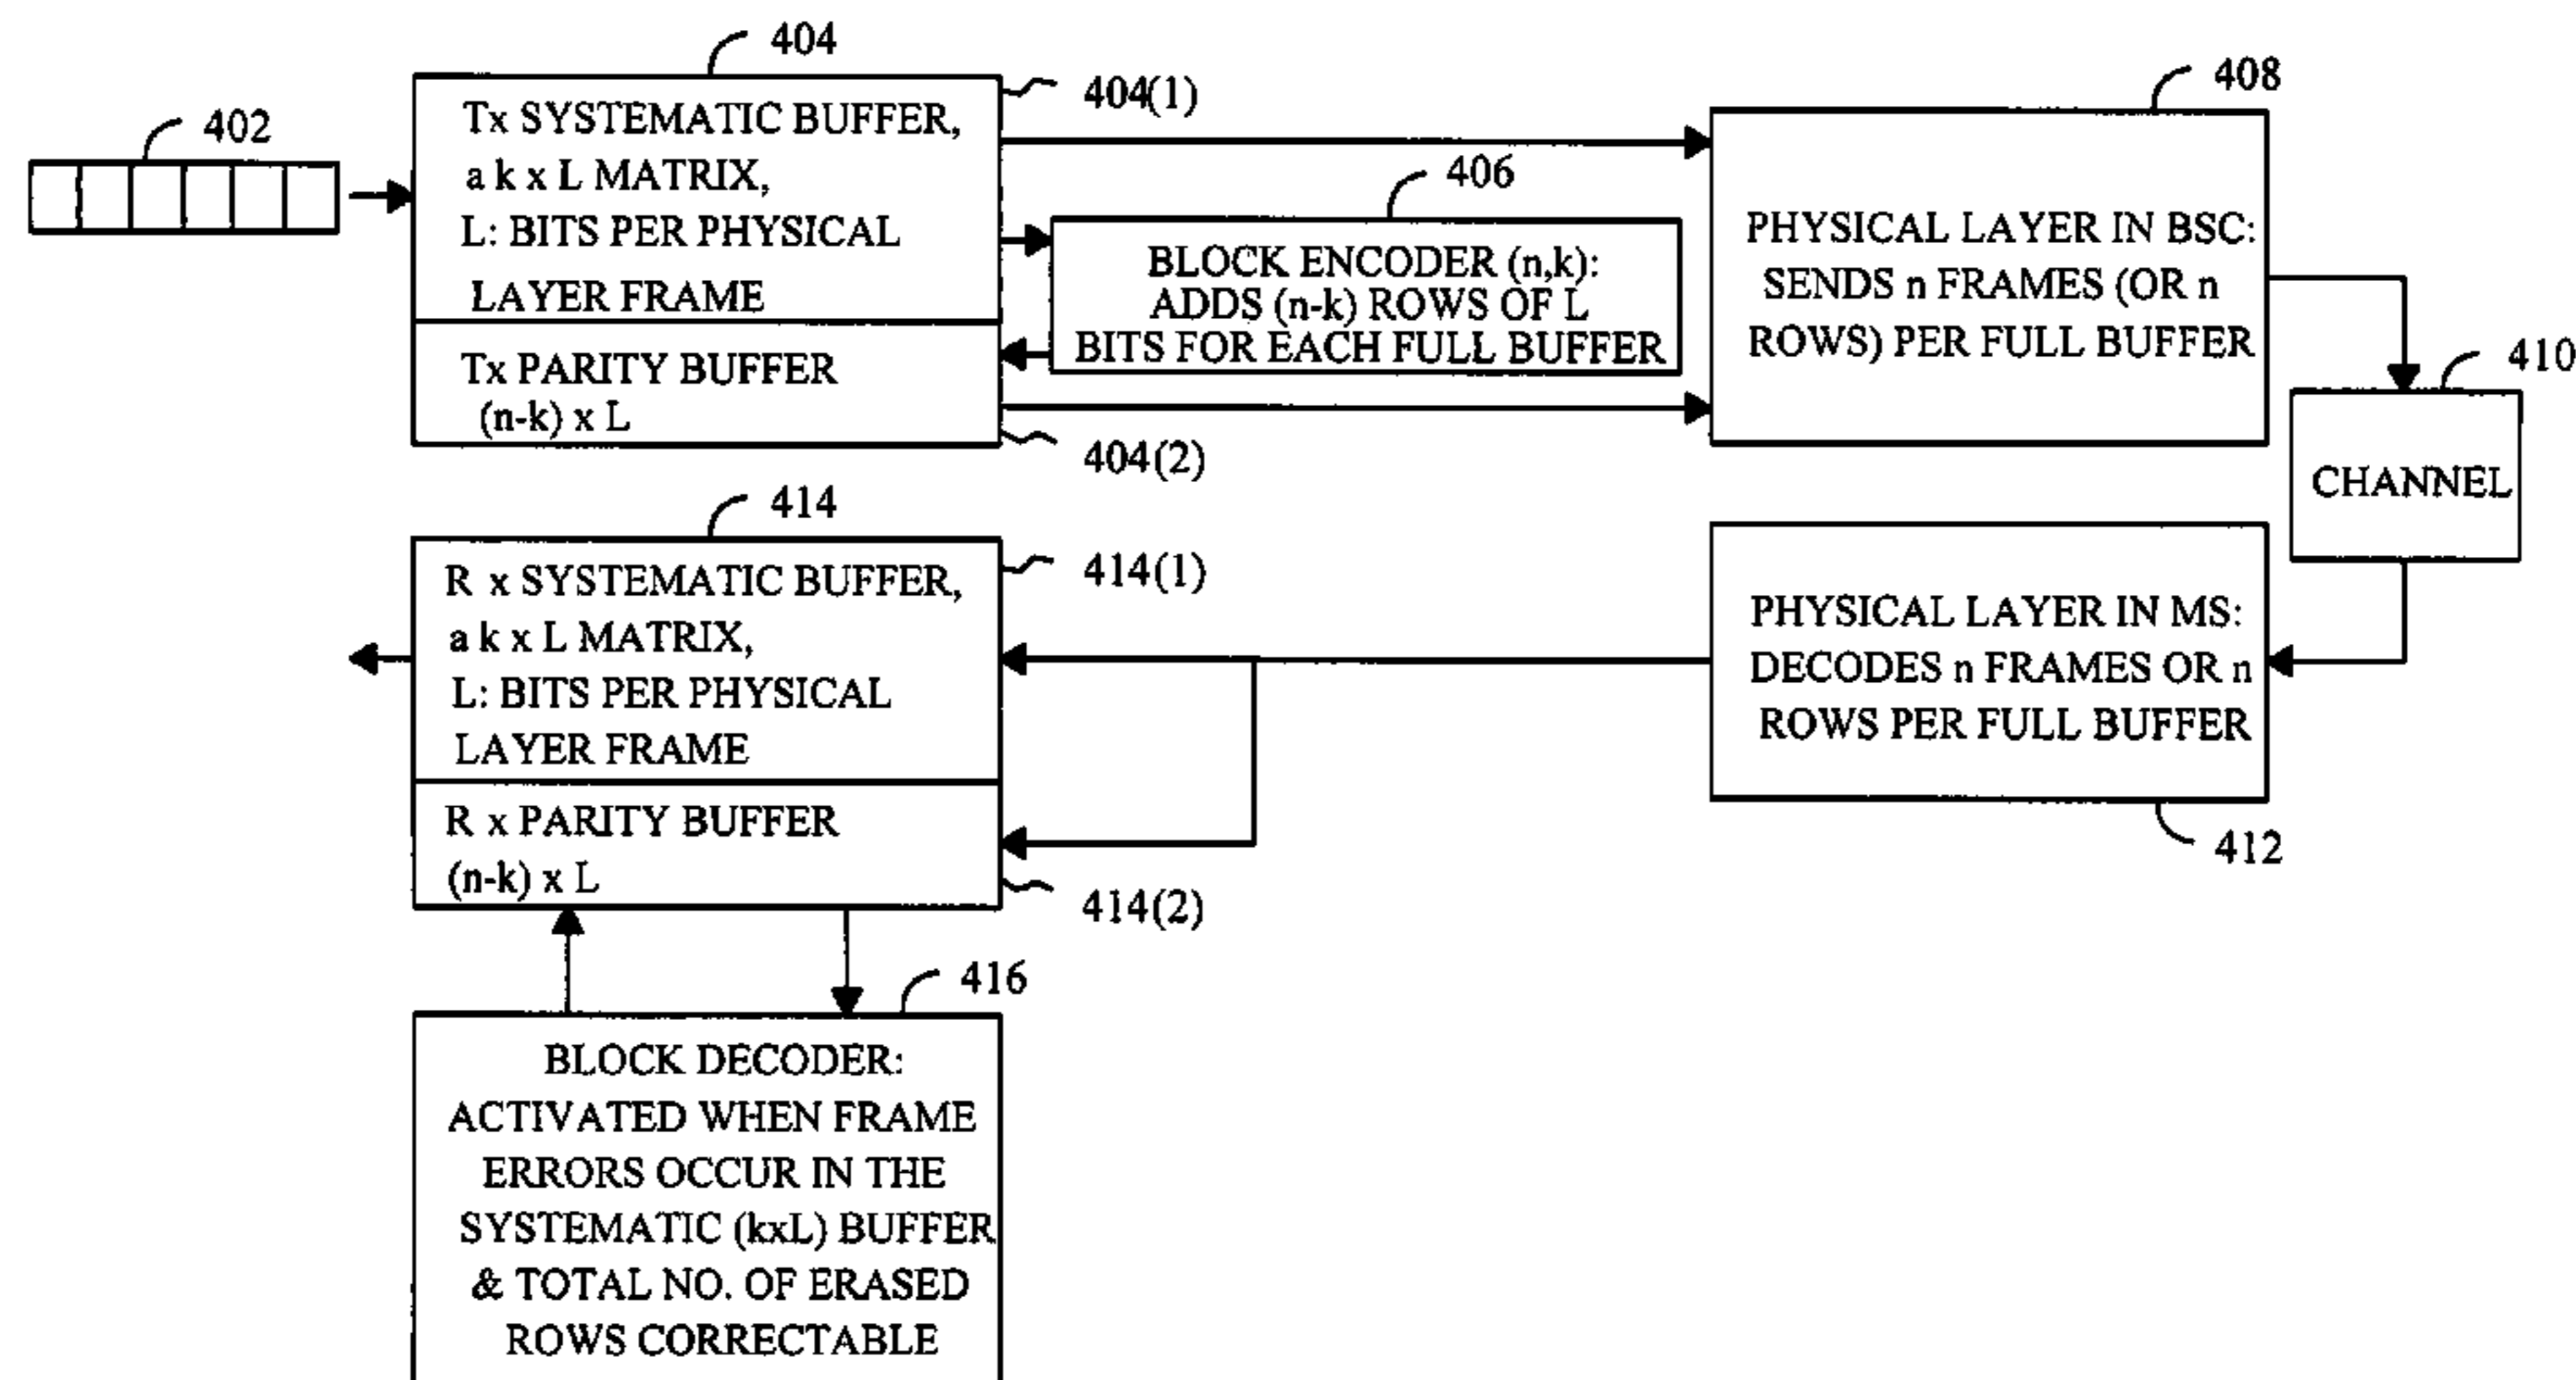 404
Tx SYSTEMATIC BUFFER,
a k x L MATRIX,
L: BITS PER PHYSICAL
LAYER FRAME
404(1)
402
Tx PARITY BUFFER
(n-k) x L
404(2)
406
BLOCK ENCODER (n,k):
ADDS (n-k) ROWS OF L
BITS FOR EACH FULL BUFFER
408
PHYSICAL LAYER IN BSC:
SENDS n FRAMES (OR n
ROWS) PER FULL BUFFER
410
CHANNEL
414
R x SYSTEMATIC BUFFER,
a k x L MATRIX,
L: BITS PER PHYSICAL
LAYER FRAME
414(1)
R x PARITY BUFFER
(n-k) x L
414(2)
PHYSICAL LAYER IN MS:
DECODES n FRAMES OR n
ROWS PER FULL BUFFER
412
416
BLOCK DECODER:
ACTIVATED WHEN FRAME
ERRORS OCCUR IN THE
SYSTEMATIC (kxL) BUFFER
& TOTAL NO. OF ERASED
ROWS CORRECTABLE